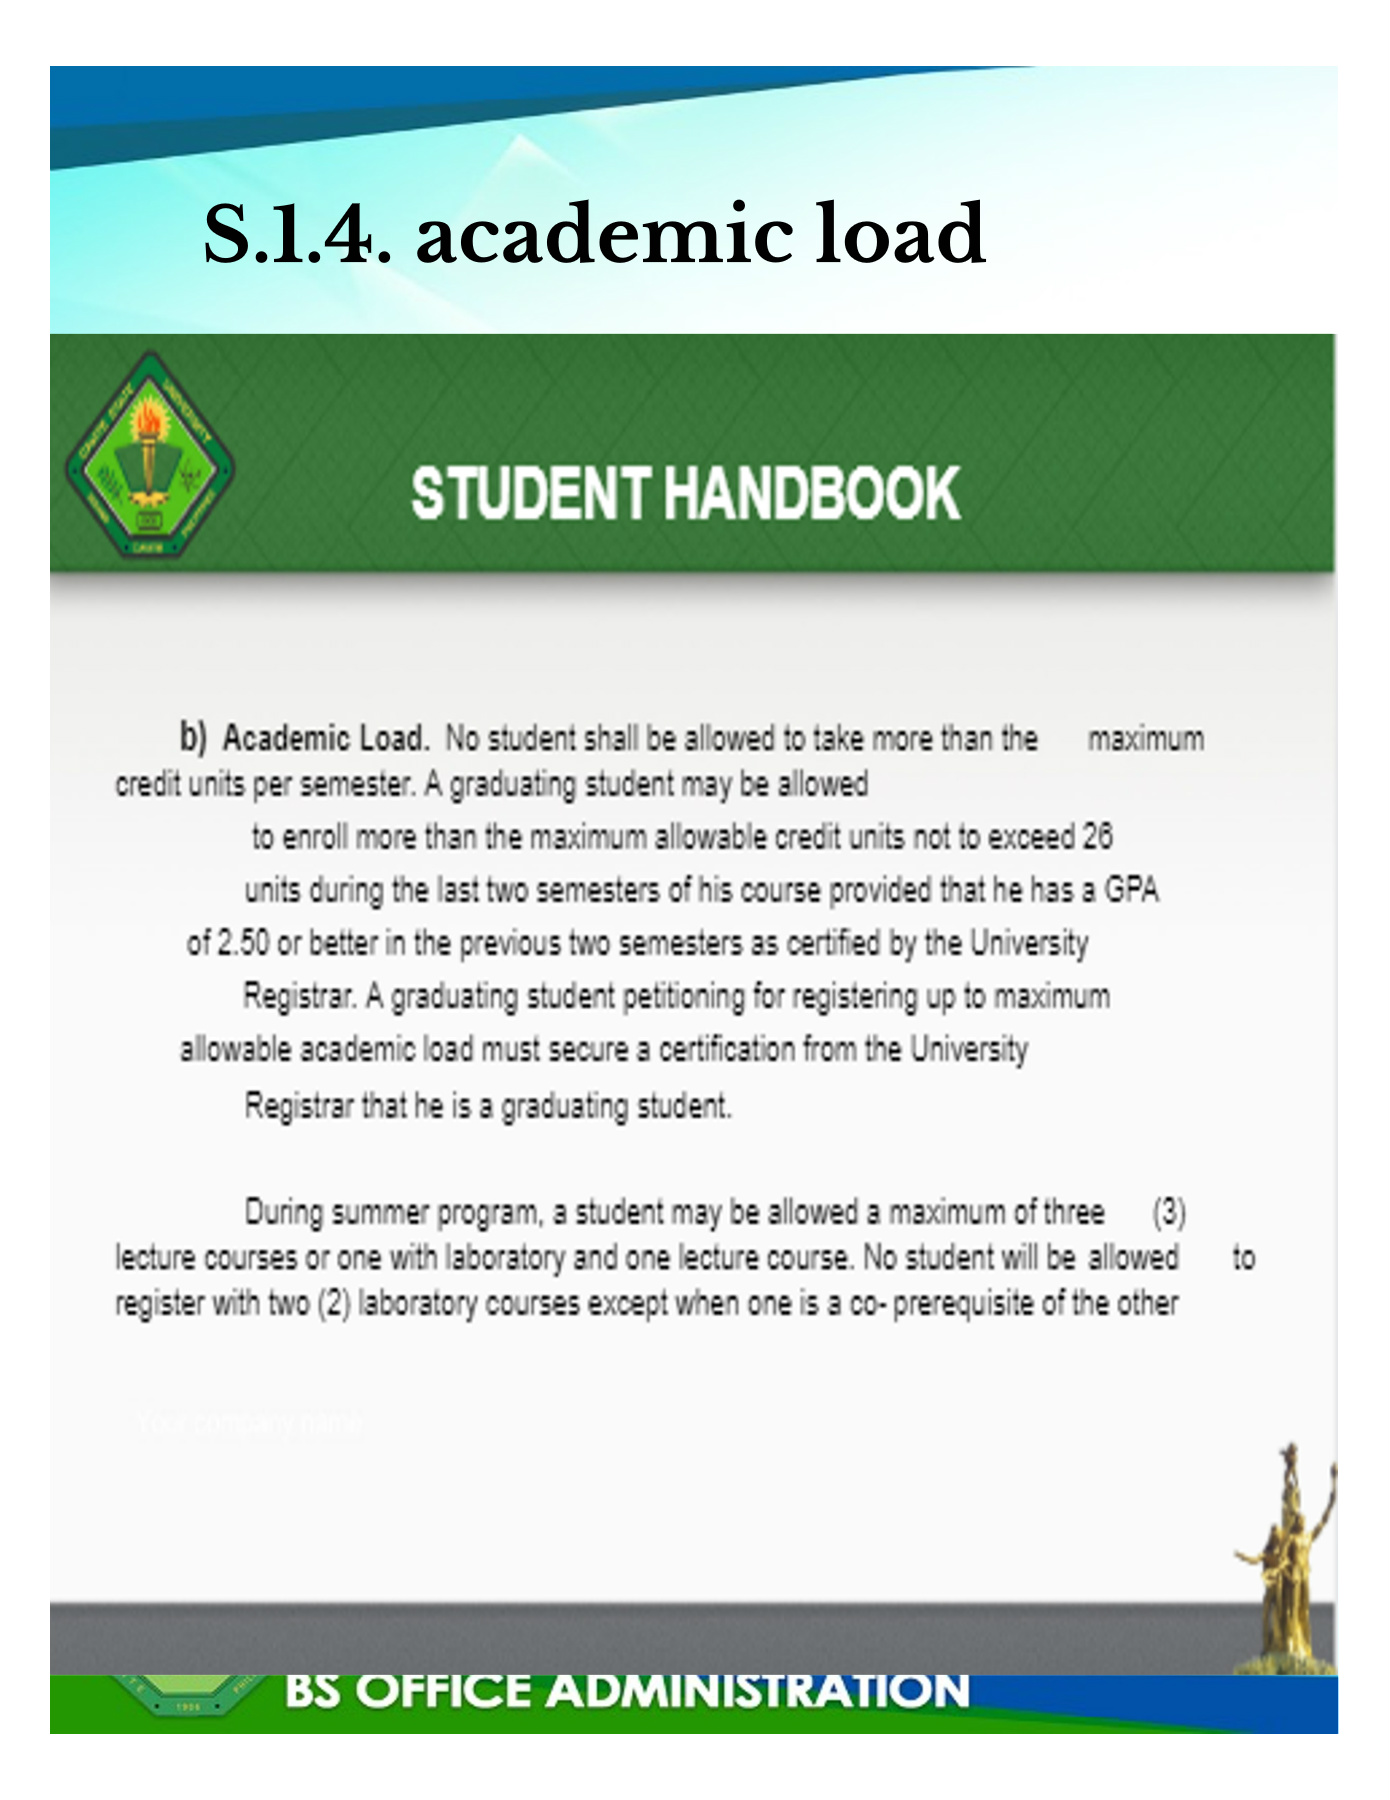 S.1.4. academic load
CAVITE STATE UNIVERSITY
STUDENT HANDBOOK
b) Academic Load. No student shall be allowed to take more than the maximum
credit units per semester. A graduating student may be allowed
to enroll more than the maximum allowable credit units not to exceed 26
units during the last two semesters of his course provided that he has a GPA
of 2.50 or better in the previous two semesters as certified by the University
Registrar. A graduating student petitioning for registering up to maximum
allowable academic load must secure a certification from the University
Registrar that he is a graduating student.
During summer program, a student may be allowed a maximum of three (3)
lecture courses or one with laboratory and one lecture course. No student will be allowed to
register with two (2) laboratory courses except when one is a co- prerequisite of the other
Your company name
BS OFFICE ADMINISTRATION
1906